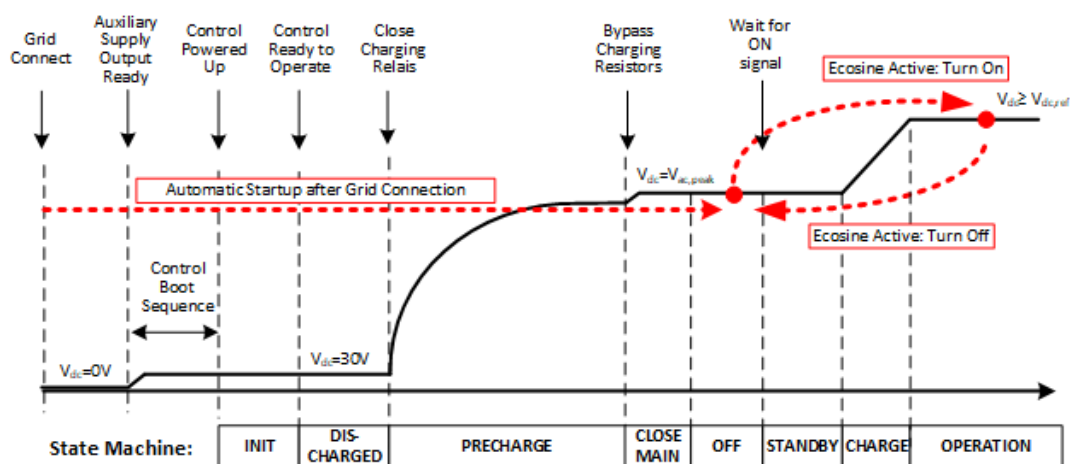 Grid
Connect
Auxiliary
Supply
Output
Ready
Control
Powered
Up
Control
Ready to
Operate
Close
Charging
Relais
Bypass
Charging
Resistors
Wait for
ON
signal
Ecosine Active: Turn On
Vdc≥ Vdc,ref
Vdc=Vac,peak
Automatic Startup after Grid Connection
Ecosine Active: Turn Off
Control
Boot
Sequence
Vdc=0V
Vdc=30V
State Machine:
INIT
DIS-
CHARGED
PRECHARGE
CLOSE
MAIN
OFF
STANDBY
CHARGE
OPERATION